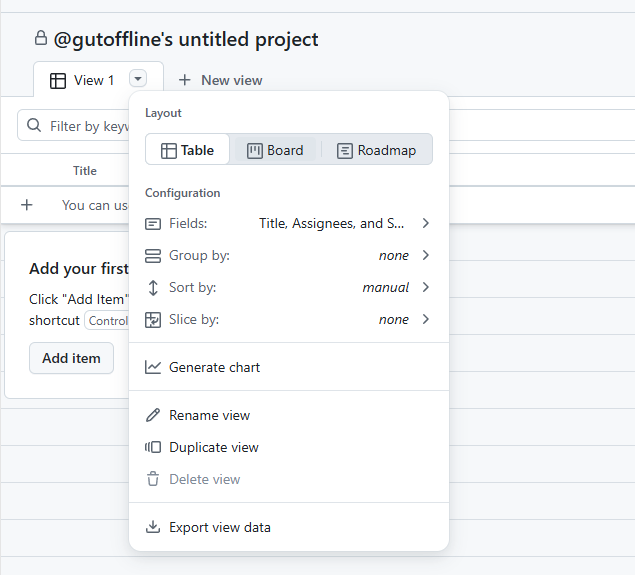 @gutoffline's untitled project
View 1
New view
Filter by keyw
Title
You can use
Add your first
Click "Add Item"
shortcut Control
Add item
Layout
Table Board Roadmap
Configuration
Fields: Title, Assignees, and S...
Group by: none
Sort by: manual
Slice by: none
Generate chart
Rename view
Duplicate view
Delete view
Export view data